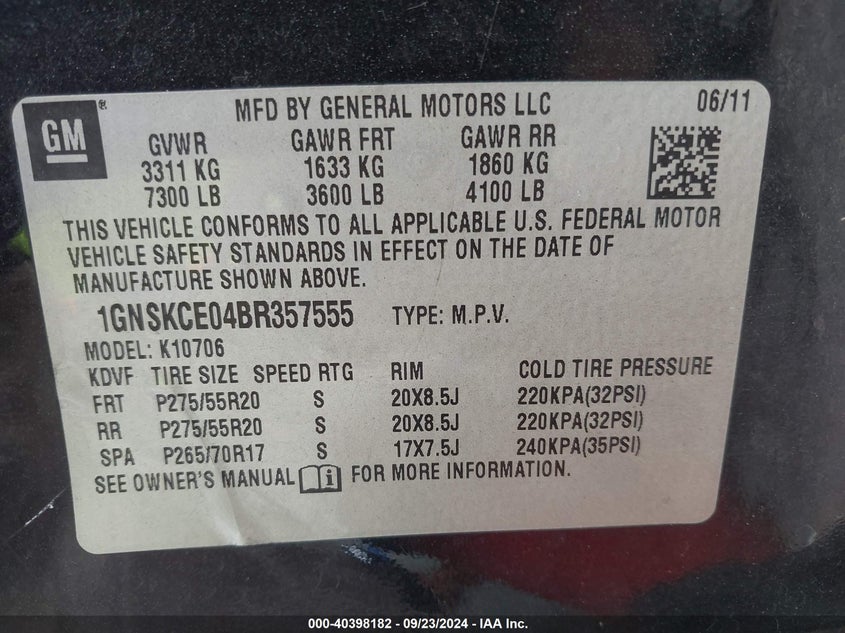 GM ®
MFD BY GENERAL MOTORS LLC 06/11
GVWR GAWR FRT GAWR RR
3311 KG 1633 KG 1860 KG
7300 LB 3600 LB 4100 LB
THIS VEHICLE CONFORMS TO ALL APPLICABLE U.S. FEDERAL MOTOR
VEHICLE SAFETY STANDARDS IN EFFECT ON THE DATE OF
MANUFACTURE SHOWN ABOVE.
1GNSKCE04BR357555 TYPE: M.P.V.
MODEL: K10706
KDVF TIRE SIZE SPEED RTG RIM COLD TIRE PRESSURE
FRT P275/55R20 S 20X8.5J 220KPA(32PSI)
RR P275/55R20 S 20X8.5J 220KPA(32PSI)
SPA P265/70R17 S 17X7.5J 240KPA(35PSI)
SEE OWNER'S MANUAL i FOR MORE INFORMATION.
000-40398182 - 09/23/2024 - IAA Inc.